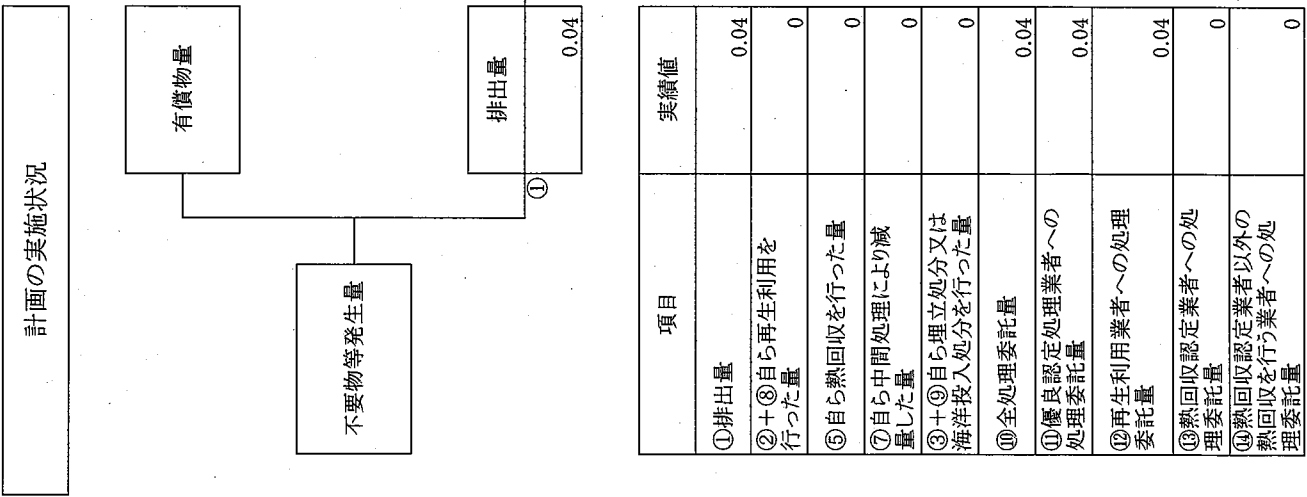 計画の実施状況
不要物等発生量
有償物量
排出量
①
0.04
項目
実績値
①排出量
0.04
②＋⑧自ら再生利用を
行った量
0
⑤自ら熱回収を行った量
0
⑦自ら中間処理により減
量した量
0
③＋⑨自ら埋立処分又は
海洋投入処分を行った量
0
⑩全処理委託量
0.04
⑪優良認定処理業者への
処理委託量
0.04
⑫再生利用業者への処理
委託量
0.04
⑬熱回収認定業者への処
理委託量
0
⑭熱回収認定業者以外の
熱回収を行う業者への処
理委託量
0